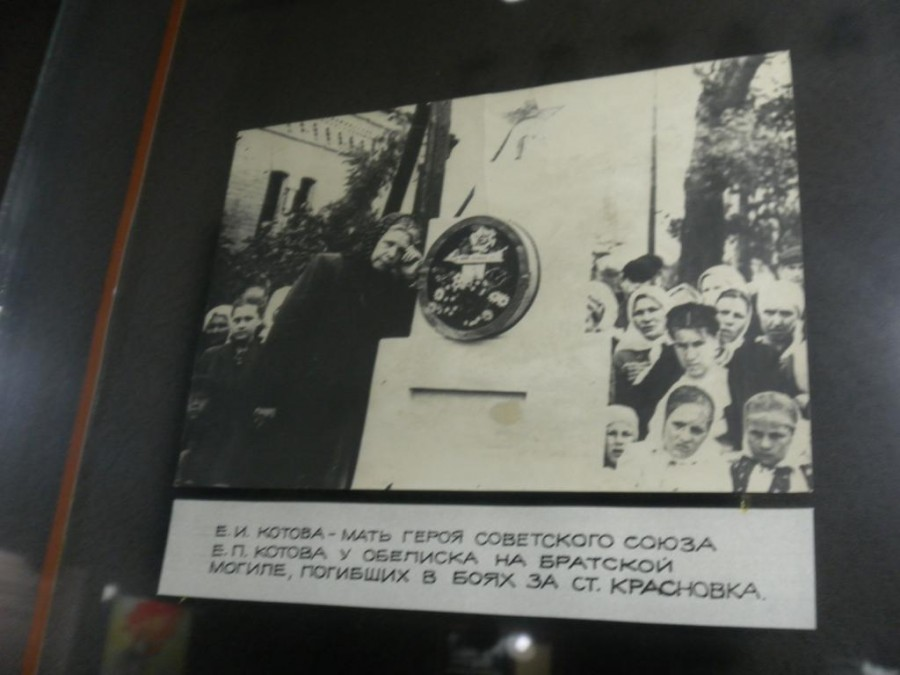 Е. И. КОТОВА – МАТЬ ГЕРОЯ СОВЕТСКОГО СОЮЗА
Е. П. КОТОВА У ОБЕЛИСКА НА БРАТСКОЙ
МОГИЛЕ, ПОГИБШИХ В БОЯХ ЗА СТ. КРАСНОВКА.